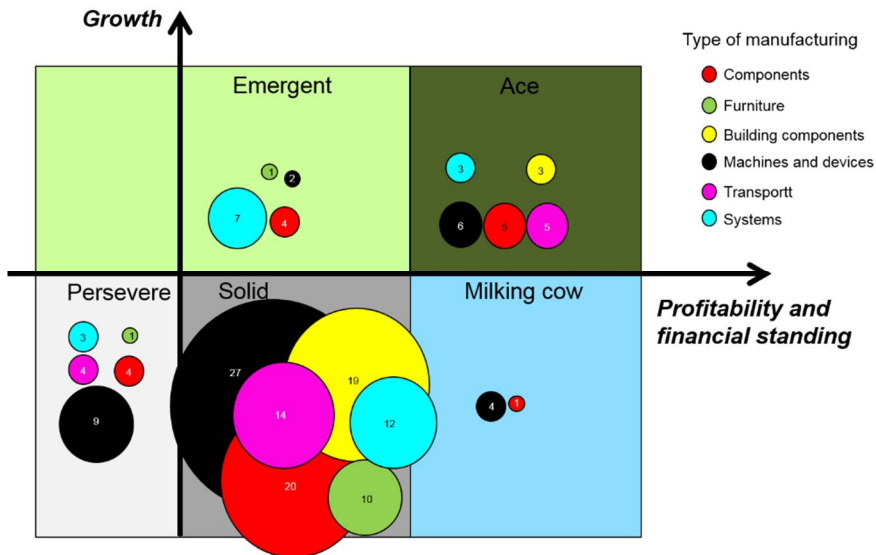 Growth
Type of manufacturing
Emergent
Ace
Components
Furniture
Building components
Machines and devices
Transportt
Systems
1
2
3
3
7
4
6
5
5
Persevere
Solid
Milking cow
Profitability and
financial standing
3
1
4
4
9
27
19
14
12
20
10
4
1